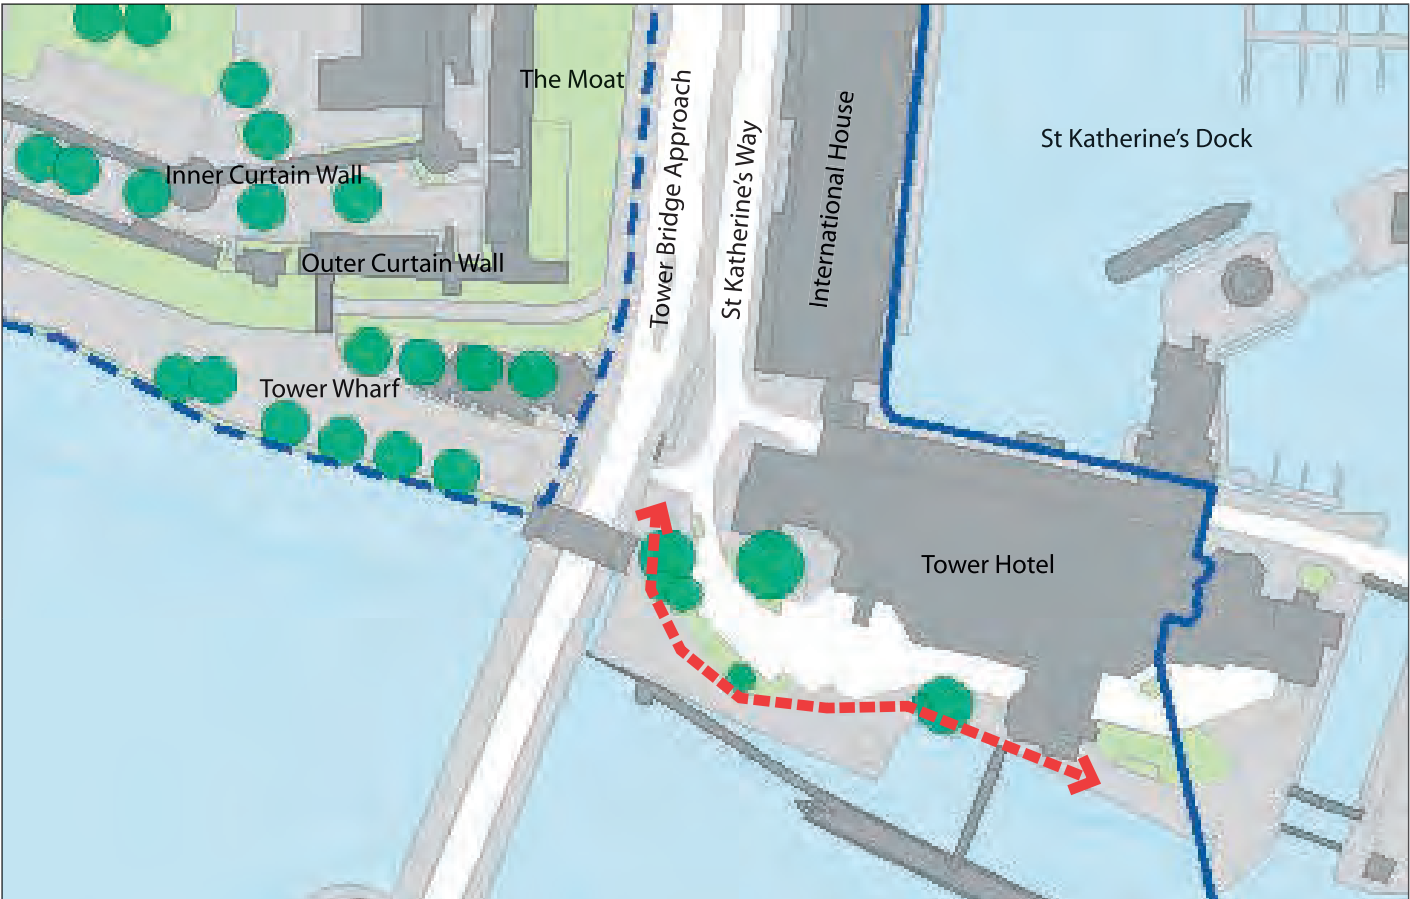 The Moat
Tower Bridge Approach
St Katherine's Way
International House
St Katherine's Dock
Inner Curtain Wall
Outer Curtain Wall
Tower Wharf
Tower Hotel